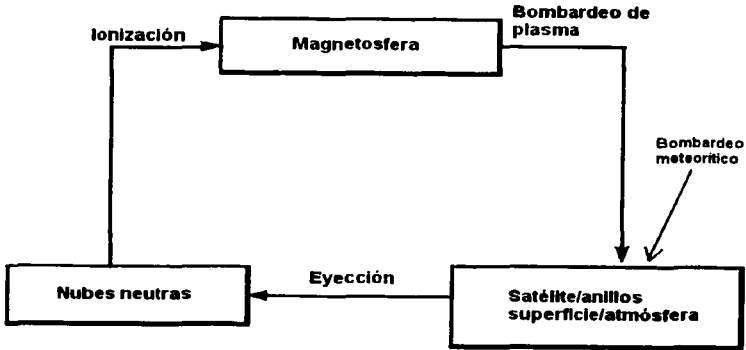 Ionización
Magnetosfera
Bombardeo de
plasma
Bombardeo
meteorítico
Nubes neutras
Eyección
Satélite/anillos
superficie/atmósfera